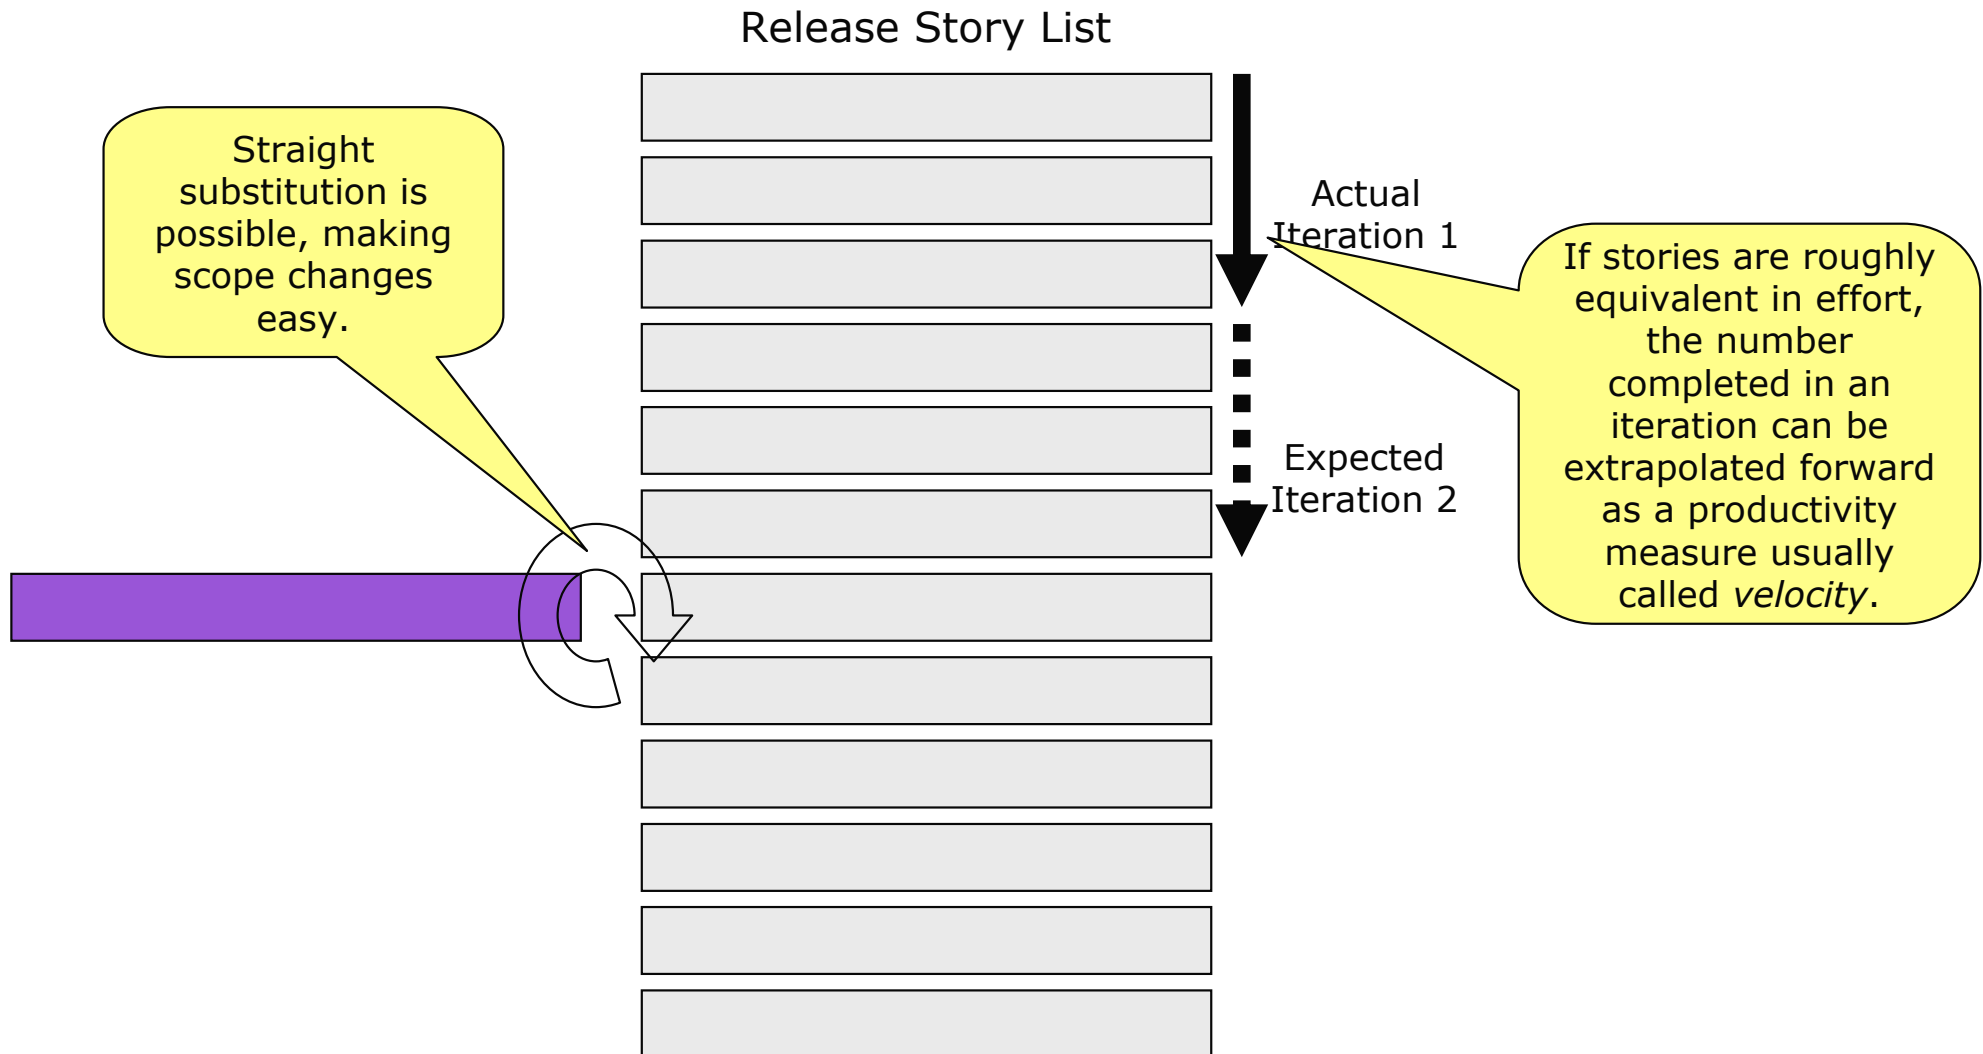 Release Story List
Straight
substitution is
possible, making
scope changes
easy.
Actual
Iteration 1
Expected
Iteration 2
If stories are roughly
equivalent in effort,
the number
completed in an
iteration can be
extrapolated forward
as a productivity
measure usually
called velocity.